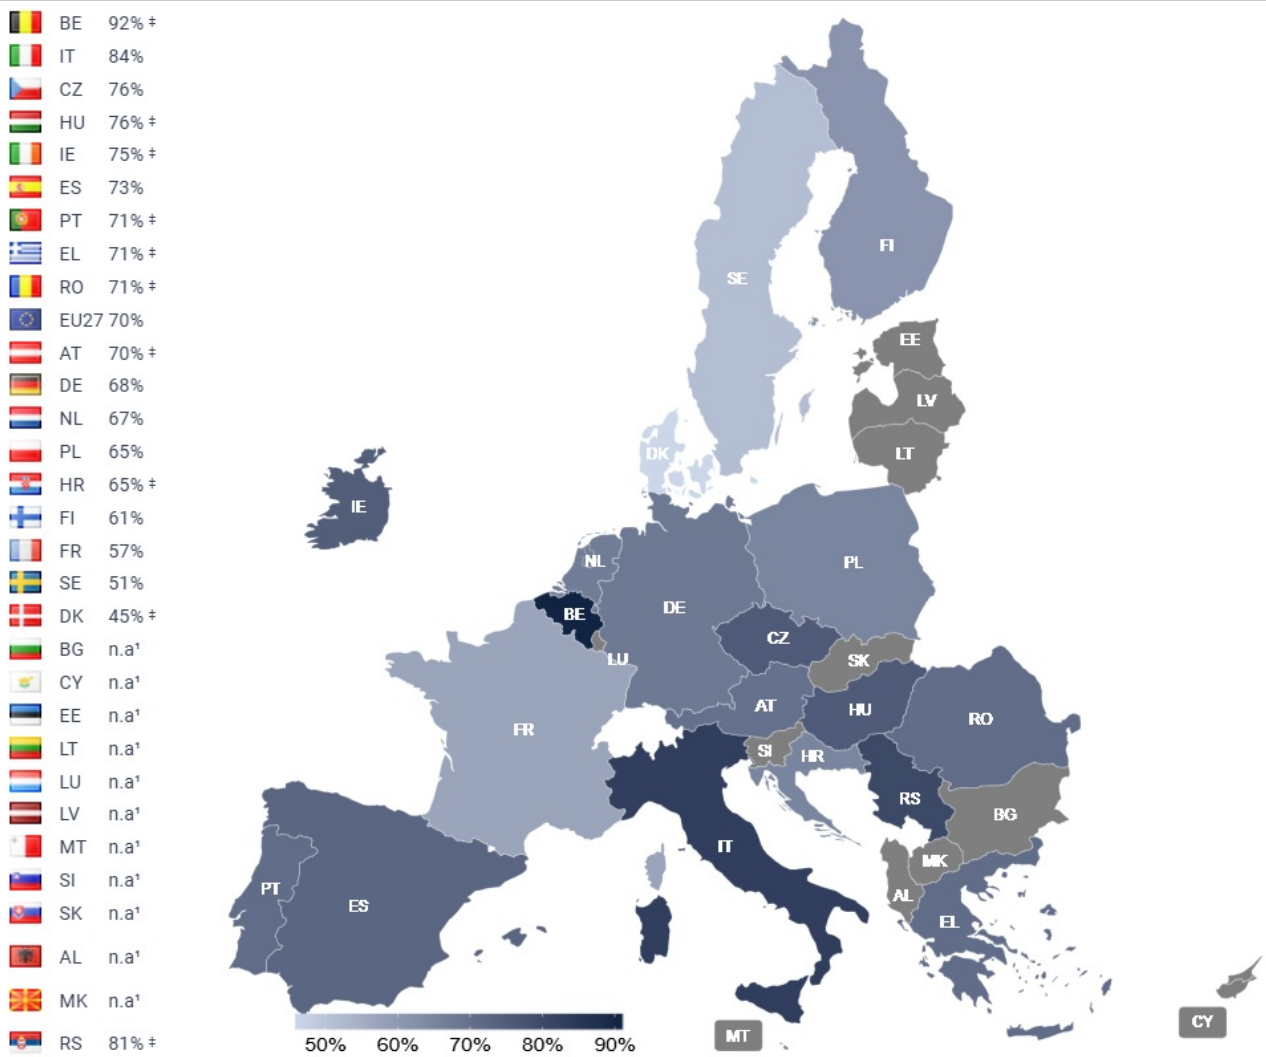 BE 92% ‡
IT 84%
CZ 76%
HU 76% ‡
IE 75% ‡
ES 73%
PT 71% ‡
EL 71% ‡
RO 71% ‡
EU27 70%
AT 70% ‡
DE 68%
NL 67%
PL 65%
HR 65% ‡
FI 61%
FR 57%
SE 51%
DK 45% ‡
BG n.a¹
CY n.a¹
EE n.a¹
LT n.a¹
LU n.a¹
LV n.a¹
MT n.a¹
SI n.a¹
SK n.a¹
AL n.a¹
MK n.a¹
RS 81% ‡
FI
SE
EE
LV
DK
LT
IE
NL
PL
DE
BE
CZ
LU
SK
AT
HU
RO
FR
SI
HR
RS
BG
IT
MK
PT
AL
ES
EL
CY
MT
50% 60% 70% 80% 90%